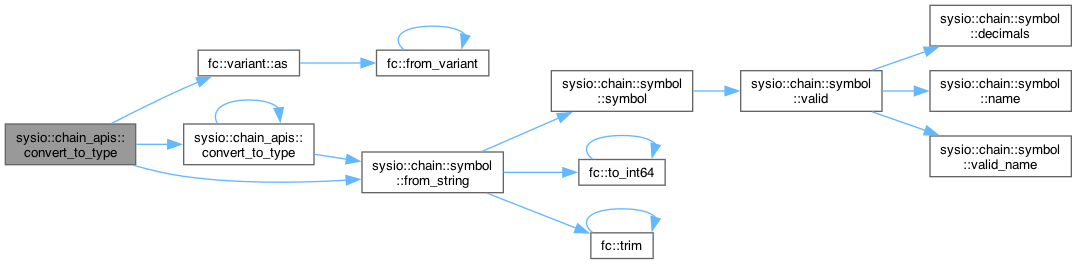 sysio::chain_apis::
convert_to_type
fc::variant::as
sysio::chain_apis::
convert_to_type
fc::from_variant
sysio::chain::symbol
::from_string
sysio::chain::symbol
::symbol
fc::to_int64
fc::trim
sysio::chain::symbol
::valid
sysio::chain::symbol
::decimals
sysio::chain::symbol
::name
sysio::chain::symbol
::valid_name